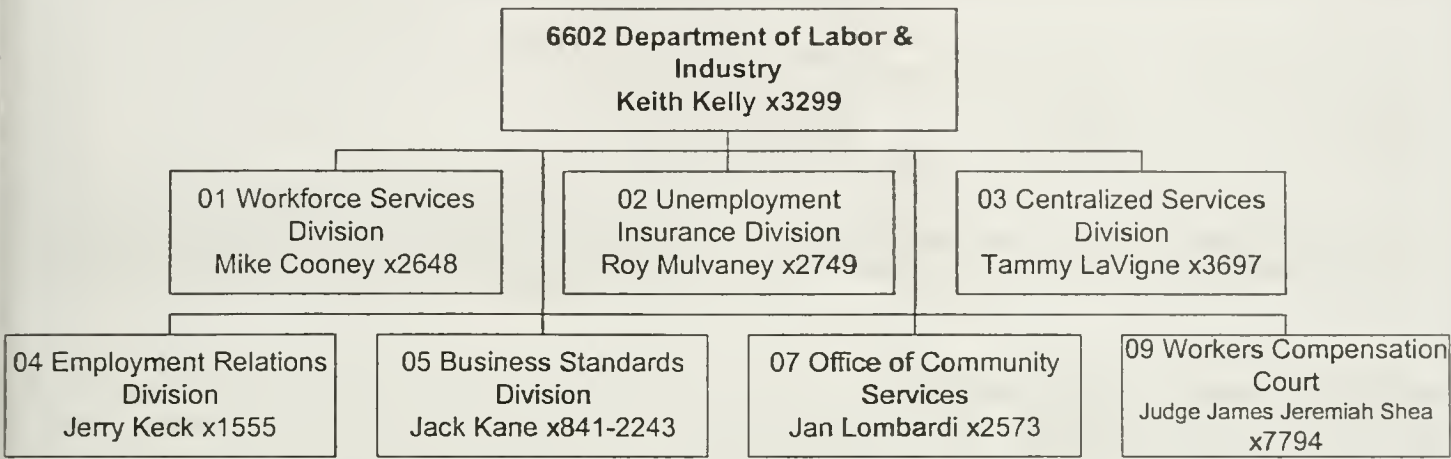 6602 Department of Labor &
Industry
Keith Kelly x3299
01 Workforce Services
Division
Mike Cooney x2648
02 Unemployment
Insurance Division
Roy Mulvaney x2749
03 Centralized Services
Division
Tammy LaVigne x3697
04 Employment Relations
Division
Jerry Keck x1555
05 Business Standards
Division
Jack Kane x841-2243
07 Office of Community
Services
Jan Lombardi x2573
09 Workers Compensation
Court
Judge James Jeremiah Shea
x7794